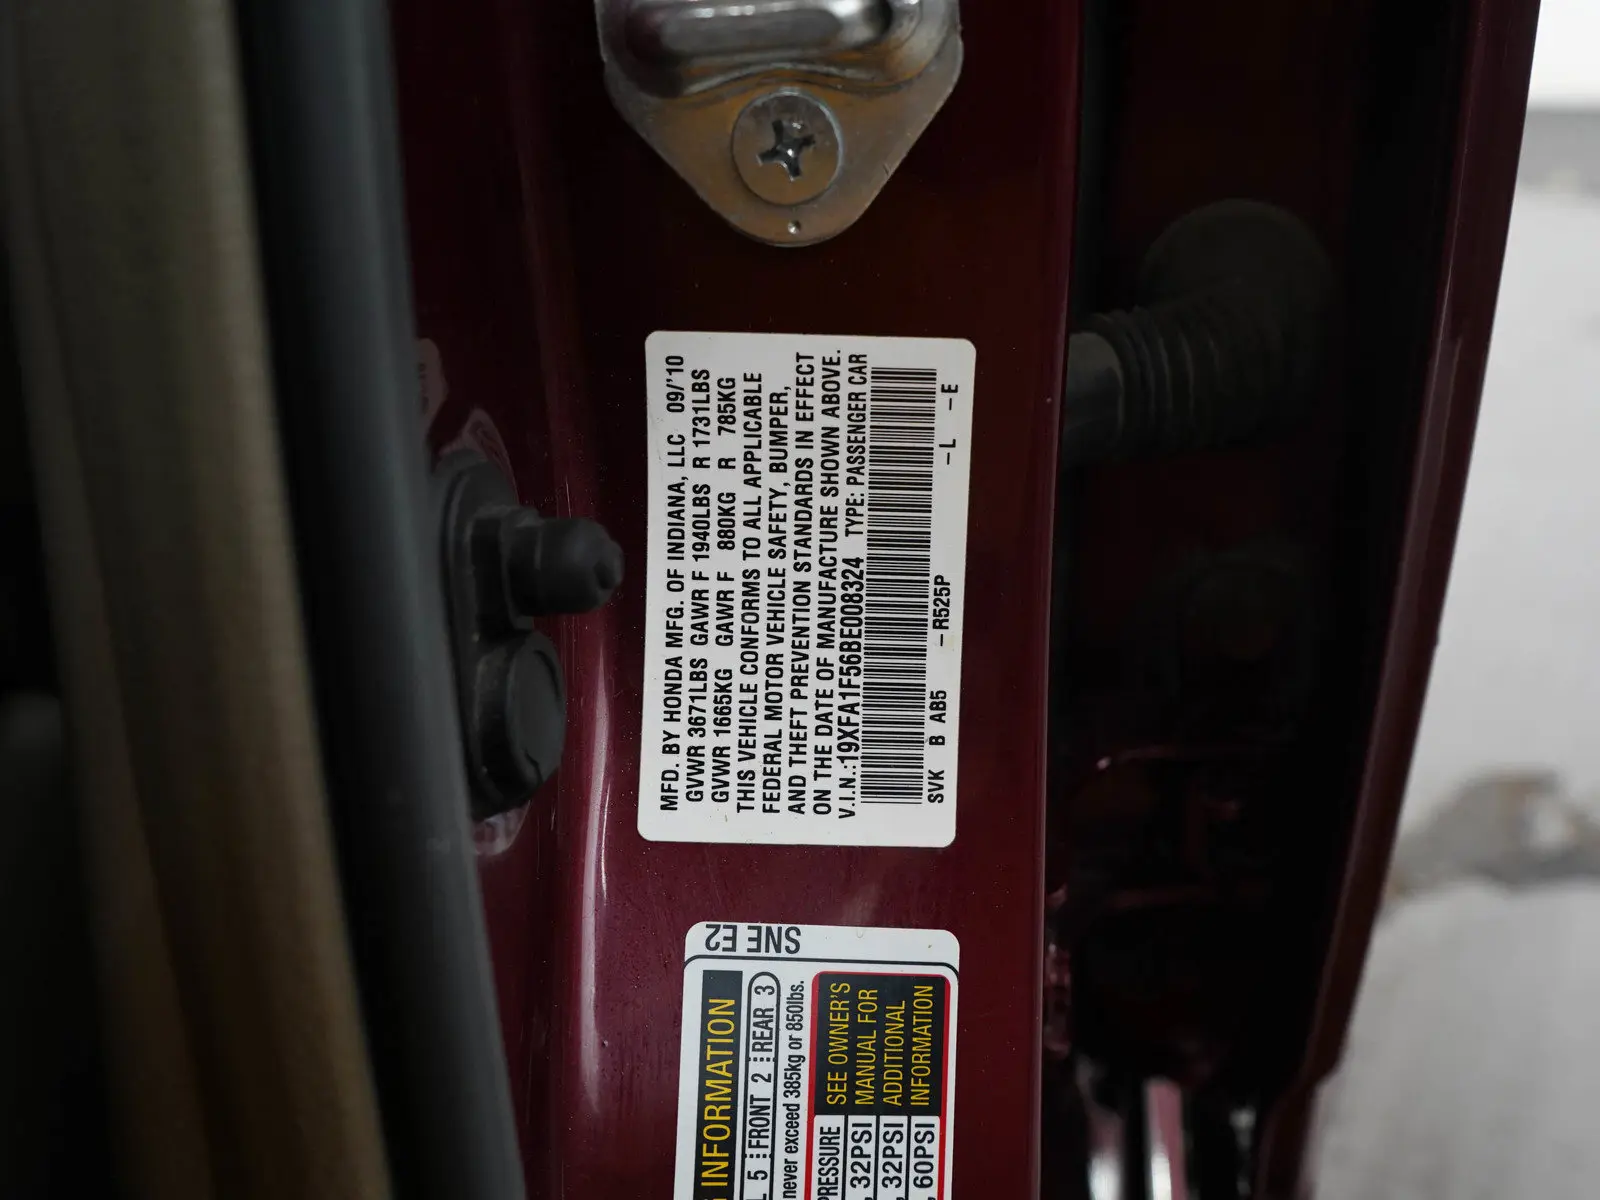 MFD. BY HONDA MFG. OF INDIANA, LLC 09/'10
GVWR 3671LBS GAWR F 1940LBS R 1731LBS
GVWR 1665KG GAWR F 880KG R 785KG
THIS VEHICLE CONFORMS TO ALL APPLICABLE
FEDERAL MOTOR VEHICLE SAFETY, BUMPER,
AND THEFT PREVENTION STANDARDS IN EFFECT
ON THE DATE OF MANUFACTURE SHOWN ABOVE.
V.I.N.:19XFA1F56BE008324 TYPE: PASSENGER CAR
SVK B AB5 -R525P -L -E
SNE E2
INFORMATION
5 FRONT 2 REAR 3
never exceed 385kg or 850lbs.
PRESSURE
SEE OWNER'S
MANUAL FOR
ADDITIONAL
INFORMATION
, 32PSI
, 32PSI
, 60PSI